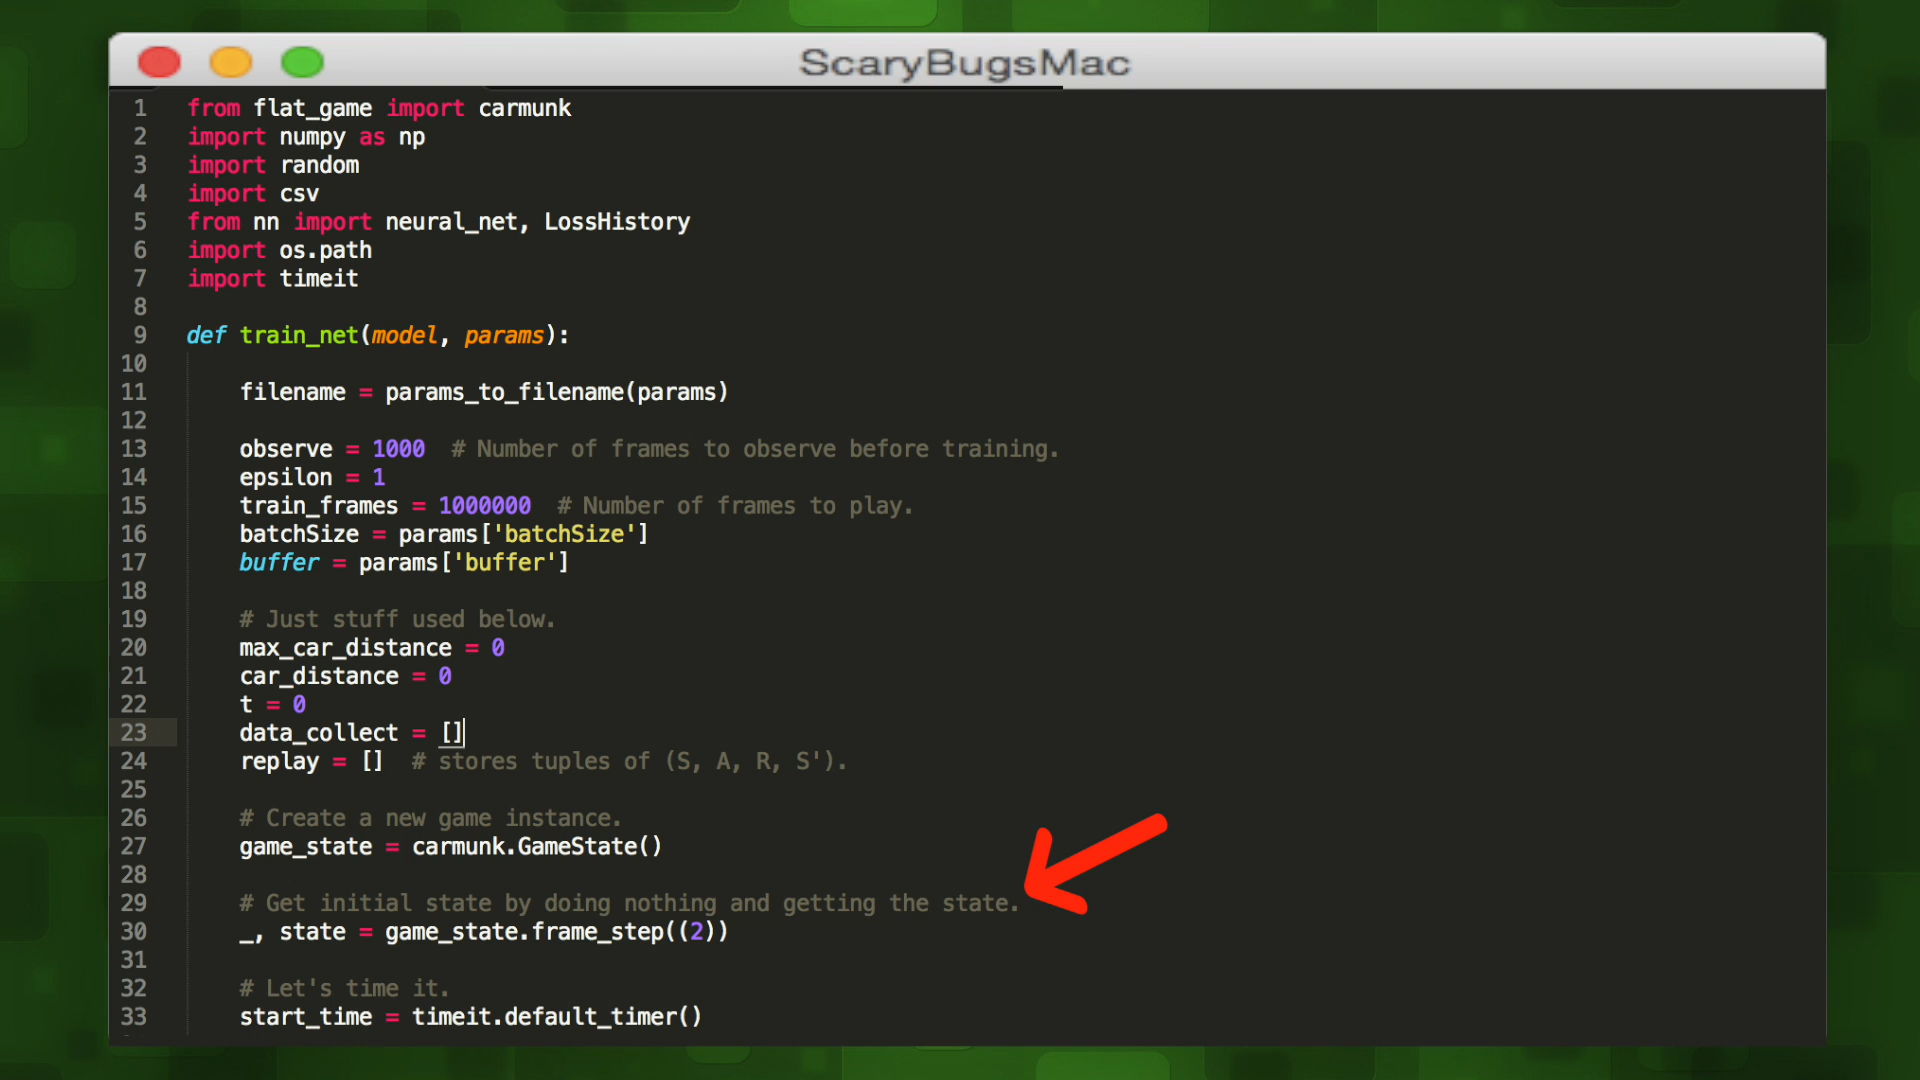 ScaryBugsMac
1 from flat_game import carmunk
2 import numpy as np
3 import random
4 import csv
5 from nn import neural_net, LossHistory
6 import os.path
7 import timeit
8
9 def train_net(model, params):
10
11 filename = params_to_filename(params)
12
13 observe = 1000  # Number of frames to observe before training.
14 epsilon = 1
15 train_frames = 1000000  # Number of frames to play.
16 batchSize = params['batchSize']
17 buffer = params['buffer']
18
19 # Just stuff used below.
20 max_car_distance = 0
21 car_distance = 0
22 t = 0
23 data_collect = []
24 replay = []  # stores tuples of (S, A, R, S').
25
26 # Create a new game instance.
27 game_state = carmunk.GameState()
28
29 # Get initial state by doing nothing and getting the state.
30 _, state = game_state.frame_step((2))
31
32 # Let's time it.
33 start_time = timeit.default_timer()